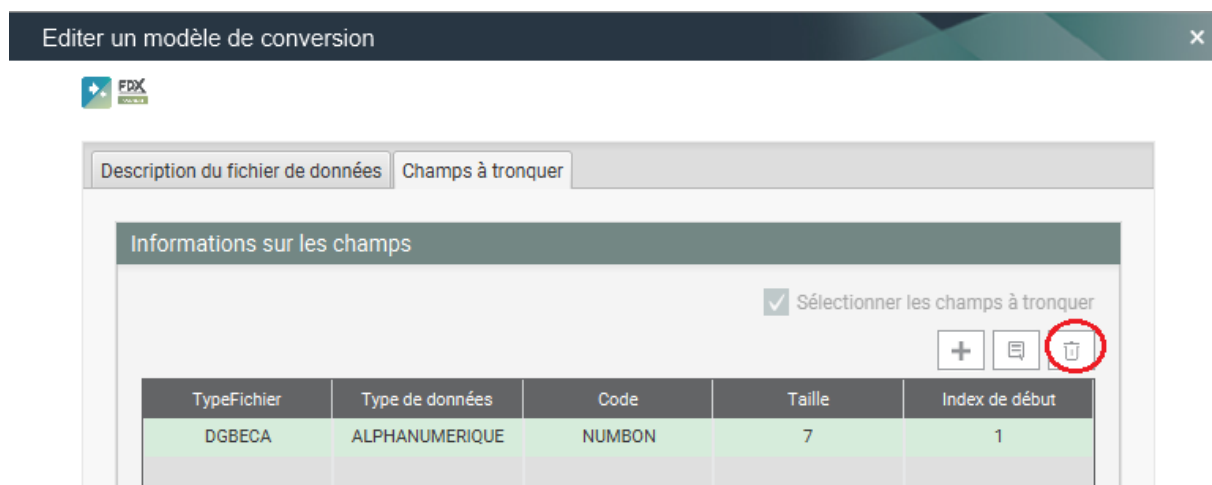 Editer un modèle de conversion
FDX
Description du fichier de données Champs à tronquer
Informations sur les champs
Sélectionner les champs à tronquer
TypeFichier Type de données Code Taille Index de début
DGBECA ALPHANUMERIQUE NUMBON 7 1